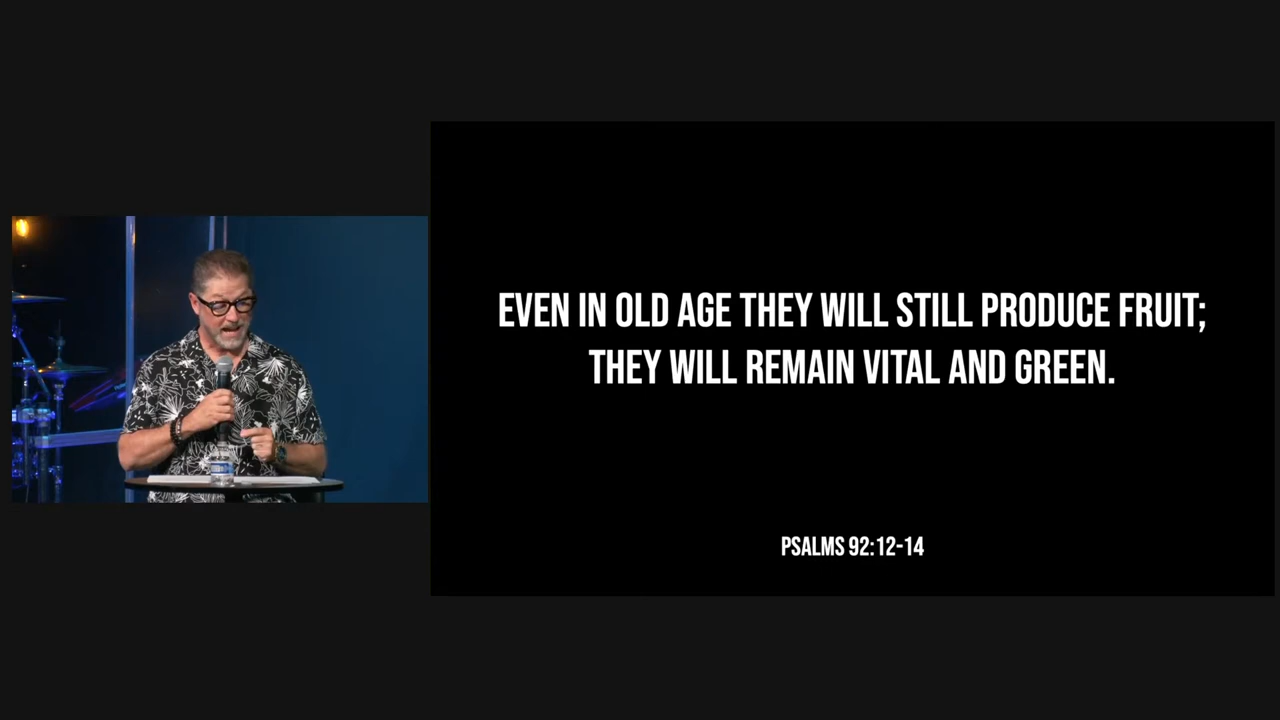 EVEN IN OLD AGE THEY WILL STILL PRODUCE FRUIT;
THEY WILL REMAIN VITAL AND GREEN.
PSALMS 92:12-14